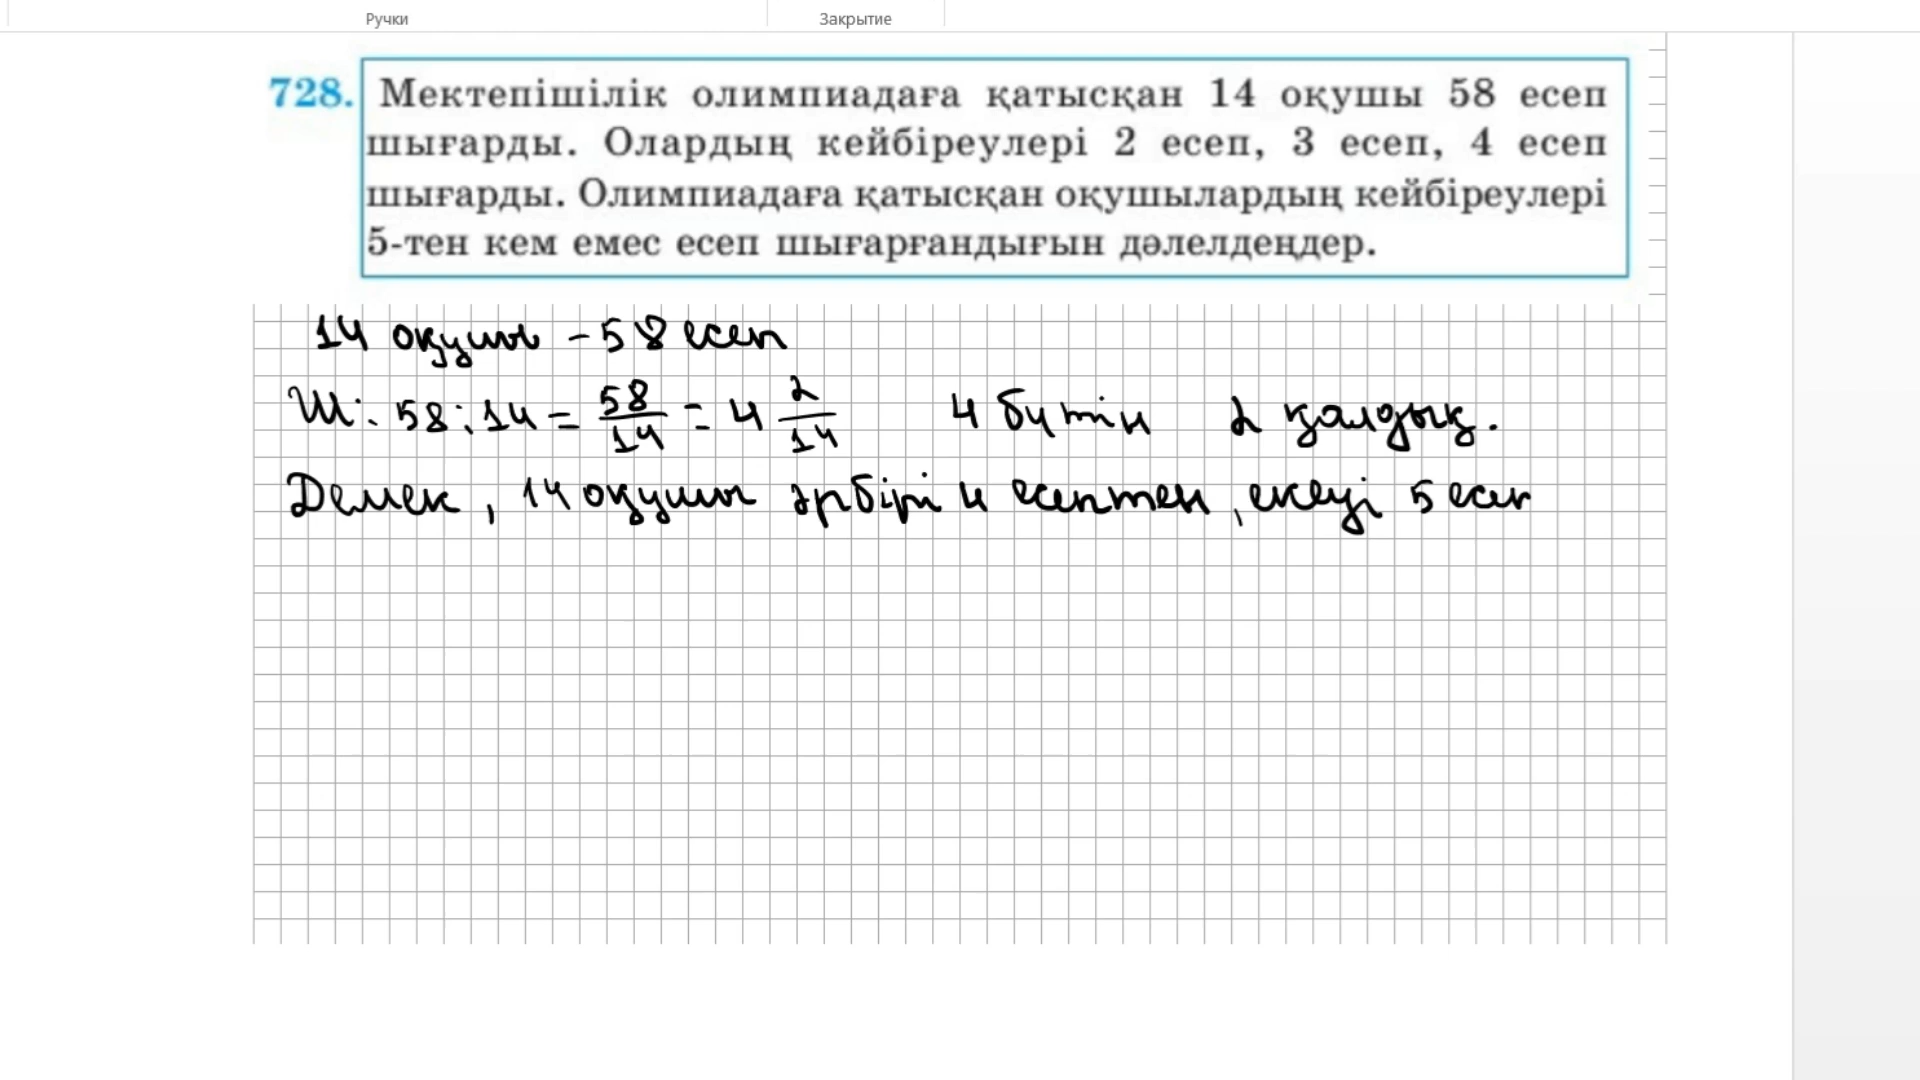 Ручки Закрытие
728. Мектепішілік олимпиадаға қатысқан 14 оқушы 58 есеп
шығарды. Олардың кейбіреулері 2 есеп, 3 есеп, 4 есеп
шығарды. Олимпиадаға қатысқан оқушылардың кейбіреулері
5-тен кем емес есеп шығарғандығын дәлелдеңдер.
14 оқушы - 58 есеп
Ш: 58 : 14 = 58/14 = 4 2/14 4 бүтін 2 қалдық.
Демек, 14 оқушы әрбірі 4 есептен, екеуі 5 есеп